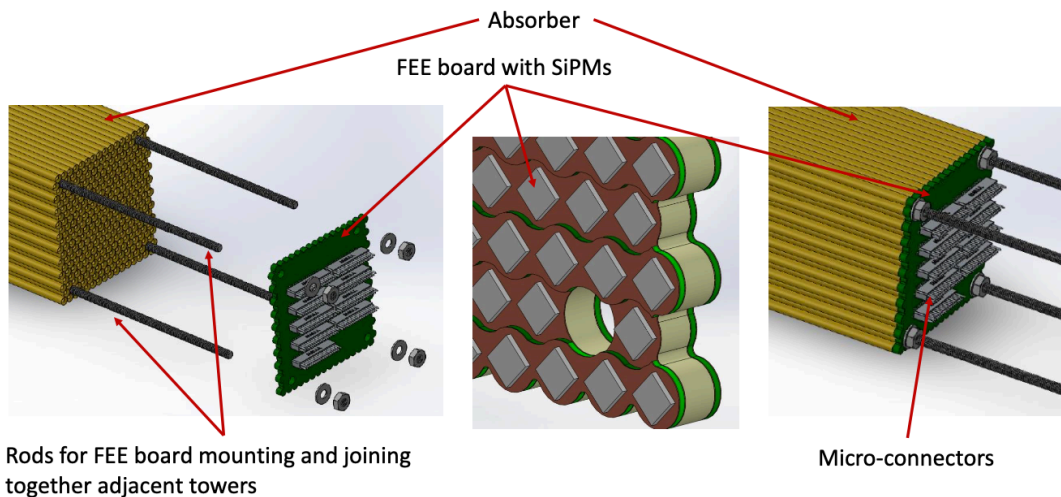 Absorber
FEE board with SiPMs
Rods for FEE board mounting and joining
together adjacent towers
Micro-connectors